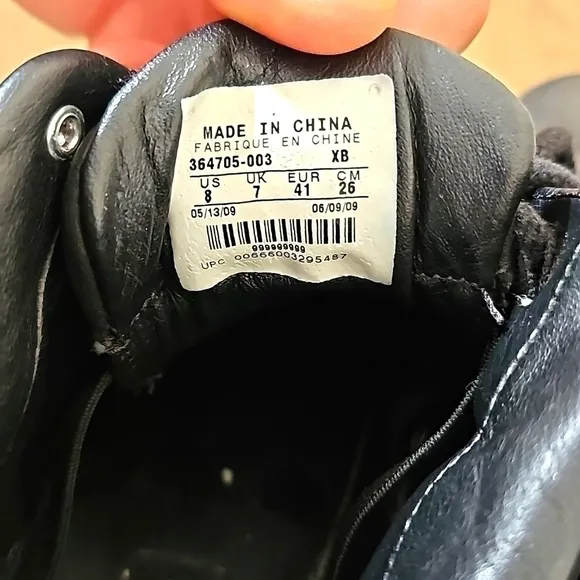 MADE IN CHINA
FABRIQUE EN CHINE
364705-003 XB
US UK EUR CM
8 7 41 26
05/13/09 06/09/09
999999999
UPC 00666003295487